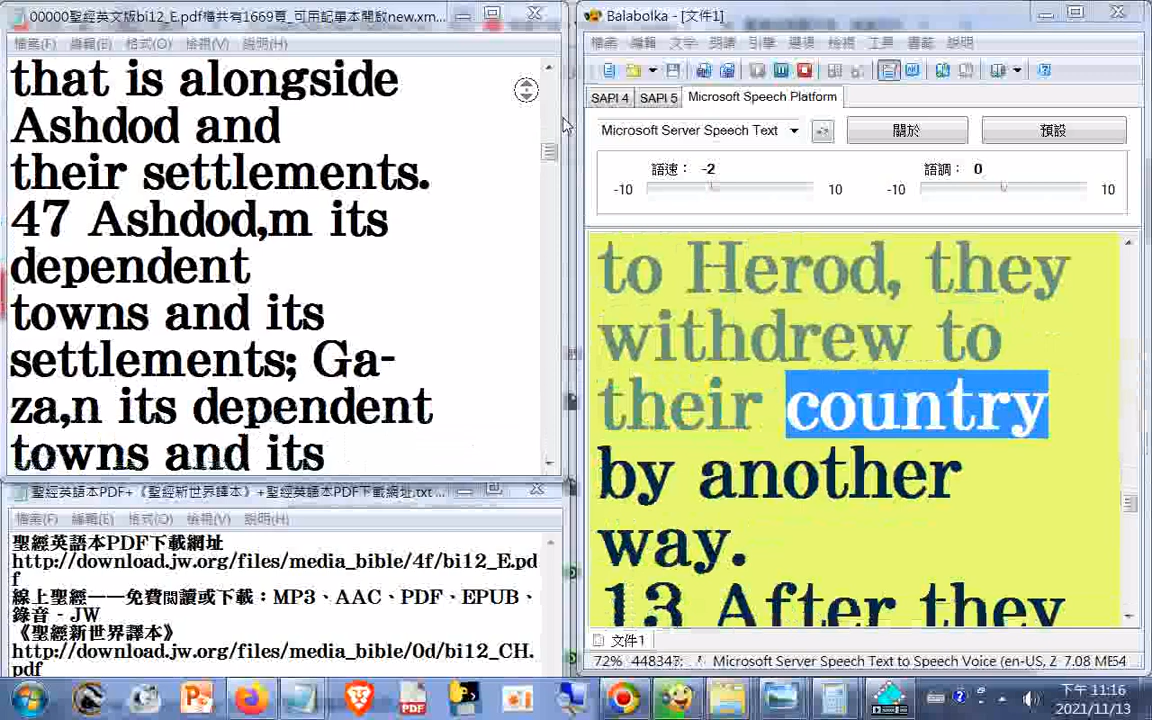 00000聖經英文版bi12_E.pdf檔共有1669頁_可用記事本開啟new.xm...
檔案(F) 編輯(E) 格式(O) 檢視(V) 說明(H)
that is alongside
Ashdod and
their settlements.
47 Ashdod,m its
dependent
towns and its
settlements; Ga-
za,n its dependent
towns and its
聖經英語本PDF+《聖經新世界譯本》+聖經英語本PDF下載網址.txt ...
檔案(F) 編輯(E) 格式(O) 檢視(V) 說明(H)
聖經英語本PDF下載網址
http://download.jw.org/files/media_bible/4f/bi12_E.pd
f
線上聖經——免費閱讀或下載：MP3、AAC、PDF、EPUB、
錄音 - JW
《聖經新世界譯本》
http://download.jw.org/files/media_bible/0d/bi12_CH.
pdf
Balabolka - [文件1]
檔案 編輯 文字 朗讀 引擎 選項 檢視 工具 書籤 說明
SAPI 4 SAPI 5 Microsoft Speech Platform
Microsoft Server Speech Text 關於 預設
語速： -2 語調： 0
-10 10 -10 10
to Herod, they
withdrew to
their country
by another
way.
13 After they
文件1
72% Microsoft Server Speech Text to Speech Voice (en-US, Z 7.08 MB
下午 11:16
2021/11/13